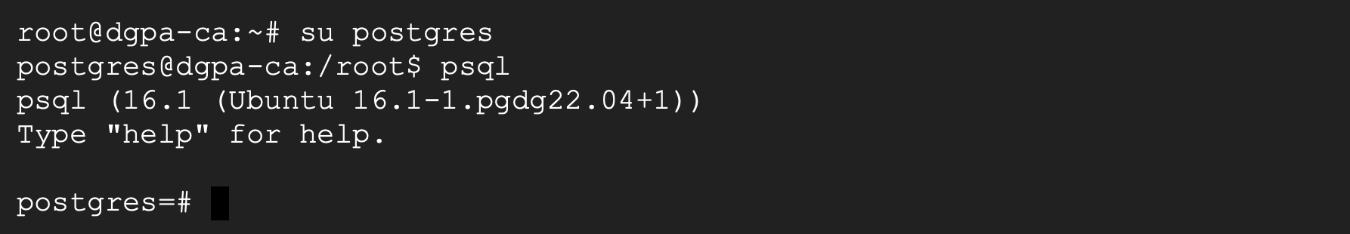 root@dgpa-ca:~# su postgres
postgres@dgpa-ca:/root$ psql
psql (16.1 (Ubuntu 16.1-1.pgdg22.04+1))
Type "help" for help.
postgres=#